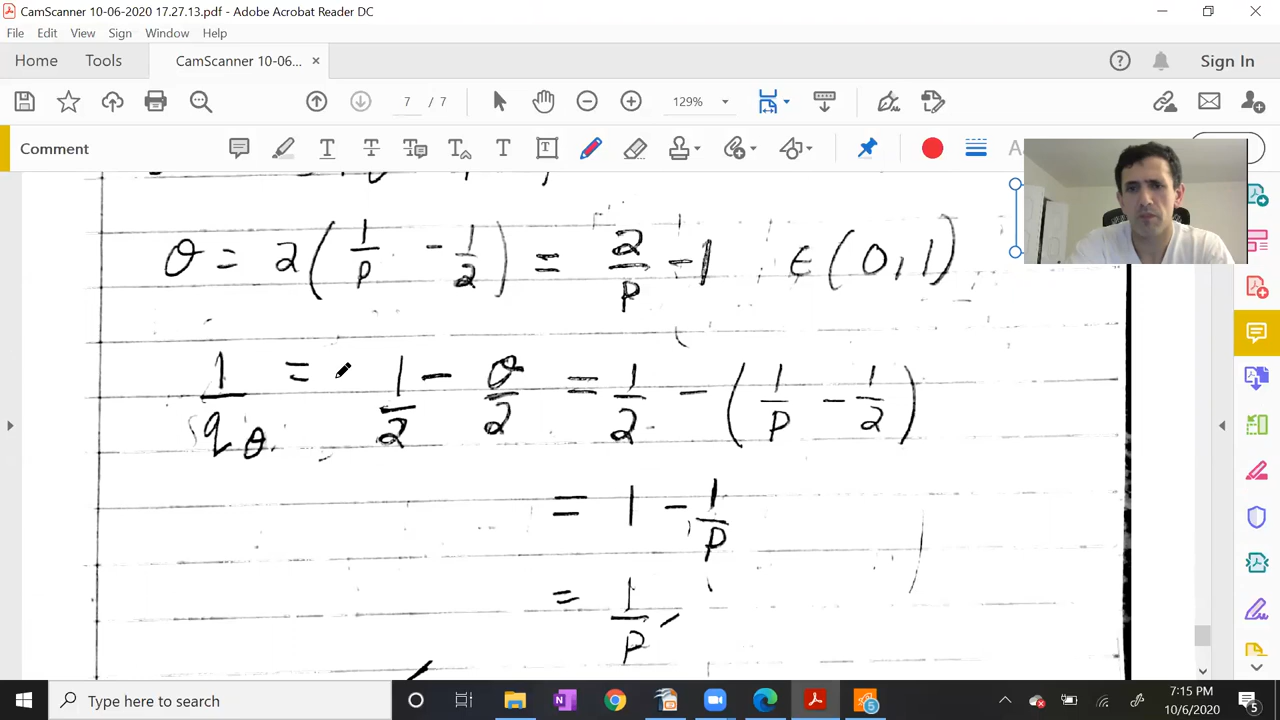 CamScanner 10-06-2020 17.27.13.pdf - Adobe Acrobat Reader DC
File Edit View Sign Window Help
Home Tools CamScanner 10-06... × Sign In
7 / 7 129%
Comment
θ = 2(1/p - 1/2) = 2/p - 1 ∈ (0,1)
1/qθ = 1/2 - θ/2 = 1/2 - (1/p - 1/2)
= 1 - 1/p
= 1/p'
Type here to search
5
7:15 PM
10/6/2020
5